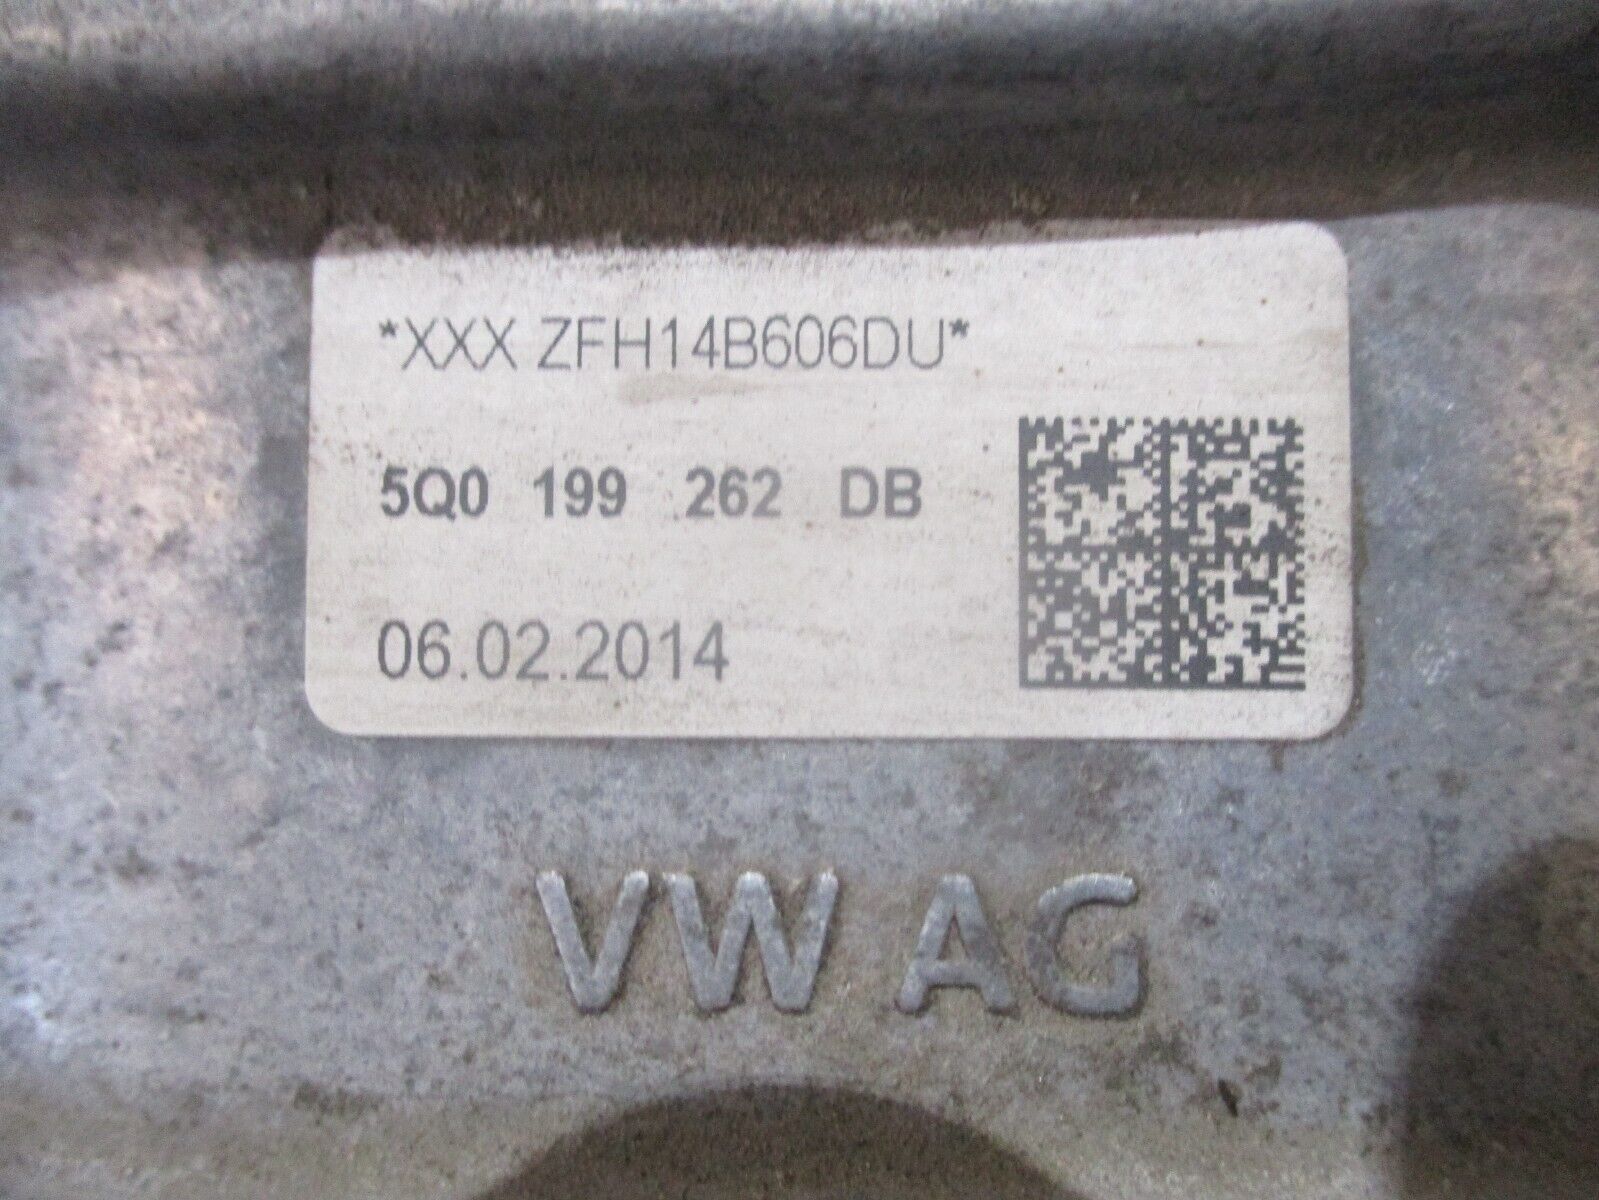 *XXX ZFH14B606DU*
5Q0 199 262 DB
06.02.2014
VW AG